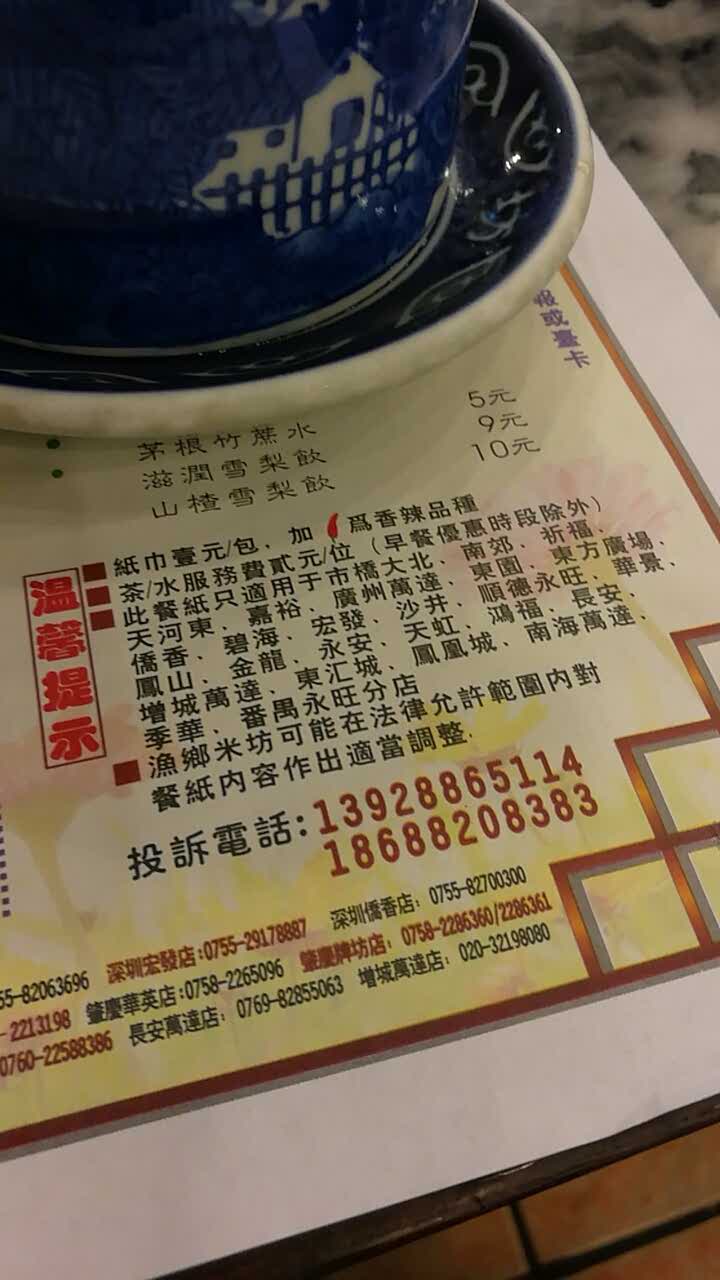 報或臺卡
5元
茅根竹蔗水 9元
滋潤雪梨飲 10元
山楂雪梨飲
溫馨提示
紙巾壹元/包，加 爲香辣品種
茶/水服務費貳元/位（早餐優惠時段除外）
此餐紙只適用于市橋大北、南郊、祈福、
天河東、嘉裕、廣州萬達、東園、東方廣場、
僑香、碧海、宏發、沙井、順德永旺、華景、
鳳山、金龍、永安、天虹、鴻福、長安、
增城萬達、東汇城、鳳凰城、南海萬達、
季華、番禺永旺分店
漁鄉米坊可能在法律允許範圍内對
餐紙内容作出適當調整.
投訴電話:13928865114
18688208383
55-82063696 深圳宏發店:0755-29178887 深圳僑香店：0755-82700300
-2213198 肇慶華英店:0758-2265096 肇慶牌坊店：0758-2286360/2286361
0760-22588386 長安萬達店：0769-82855063 增城萬達店：020-32198080